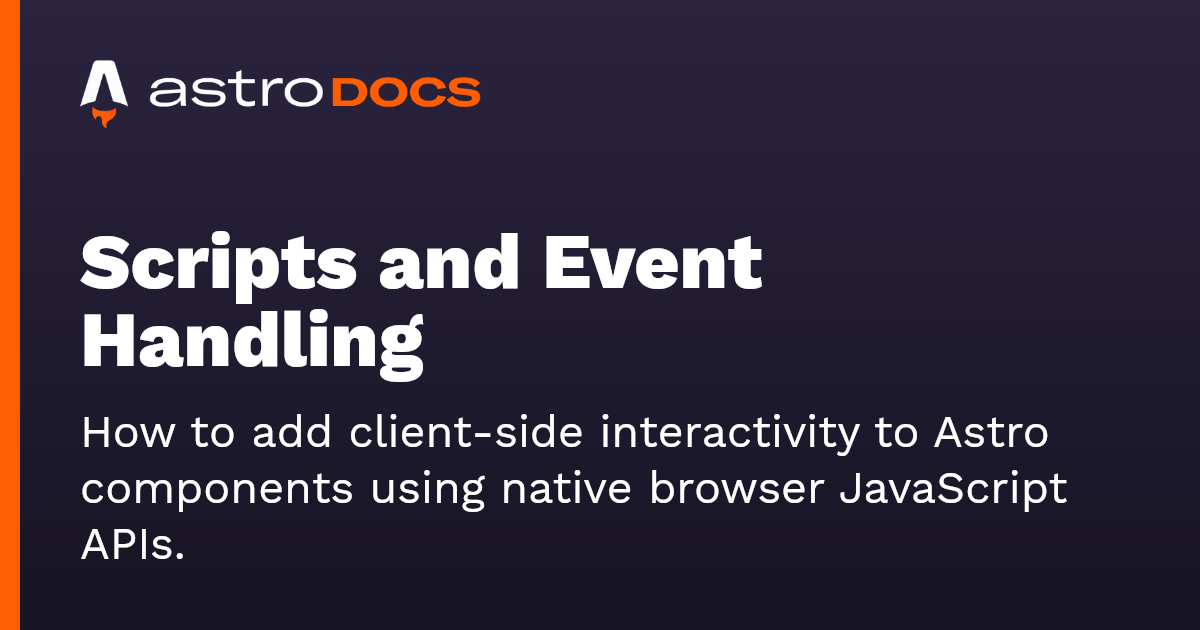 astro DOCS
Scripts and Event
Handling
How to add client-side interactivity to Astro
components using native browser JavaScript
APIs.